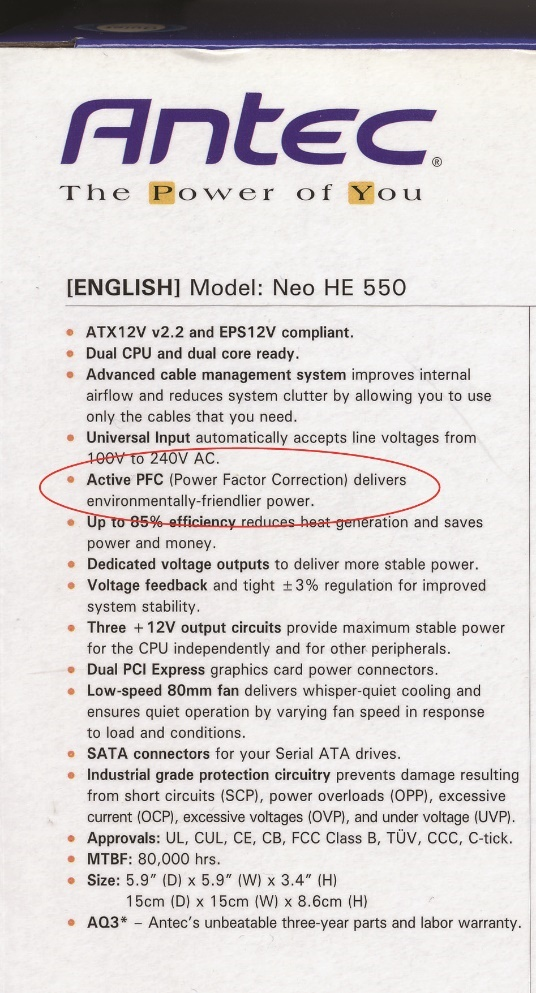 Antec®
The Power of You
[ENGLISH] Model: Neo HE 550
• ATX12V v2.2 and EPS12V compliant.
• Dual CPU and dual core ready.
• Advanced cable management system improves internal
airflow and reduces system clutter by allowing you to use
only the cables that you need.
• Universal Input automatically accepts line voltages from
100V to 240V AC.
• Active PFC (Power Factor Correction) delivers
environmentally-friendlier power.
• Up to 85% efficiency reduces heat generation and saves
power and money.
• Dedicated voltage outputs to deliver more stable power.
• Voltage feedback and tight ±3% regulation for improved
system stability.
• Three +12V output circuits provide maximum stable power
for the CPU independently and for other peripherals.
• Dual PCI Express graphics card power connectors.
• Low-speed 80mm fan delivers whisper-quiet cooling and
ensures quiet operation by varying fan speed in response
to load and conditions.
• SATA connectors for your Serial ATA drives.
• Industrial grade protection circuitry prevents damage resulting
from short circuits (SCP), power overloads (OPP), excessive
current (OCP), excessive voltages (OVP), and under voltage (UVP).
• Approvals: UL, CUL, CE, CB, FCC Class B, TÜV, CCC, C-tick.
• MTBF: 80,000 hrs.
• Size: 5.9" (D) x 5.9" (W) x 3.4" (H)
15cm (D) x 15cm (W) x 8.6cm (H)
• AQ3* – Antec's unbeatable three-year parts and labor warranty.